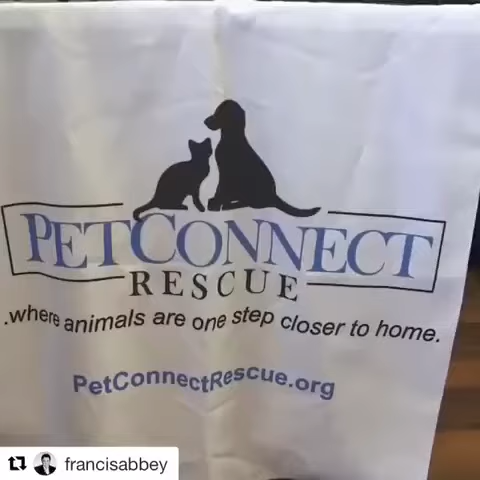 PETCONNECT
RESCUE
.where animals are one step closer to home.
PetConnectRescue.org
francisabbey